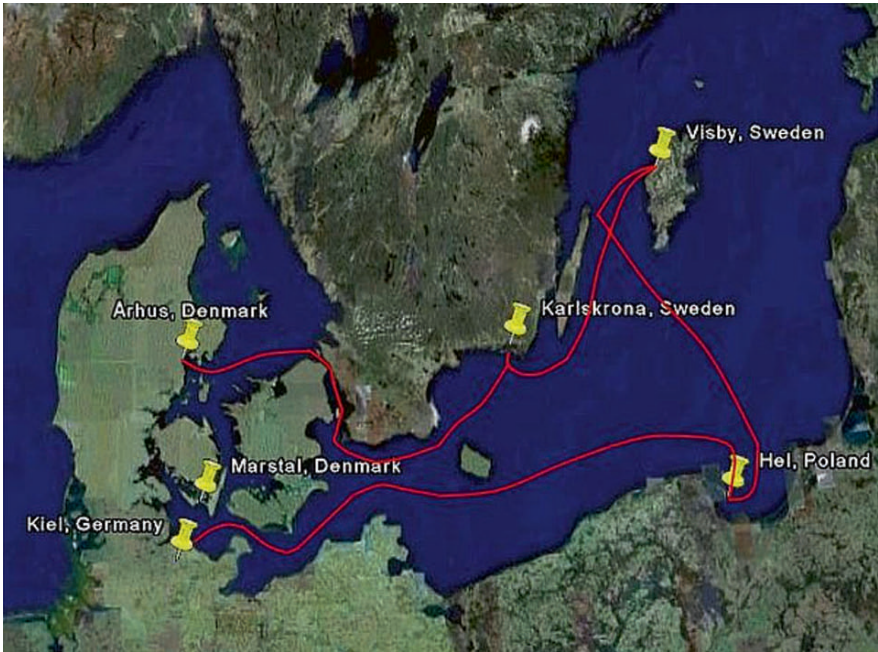 Visby, Sweden
Århus, Denmark
Karlskrona, Sweden
Marstal, Denmark
Hel, Poland
Kiel, Germany